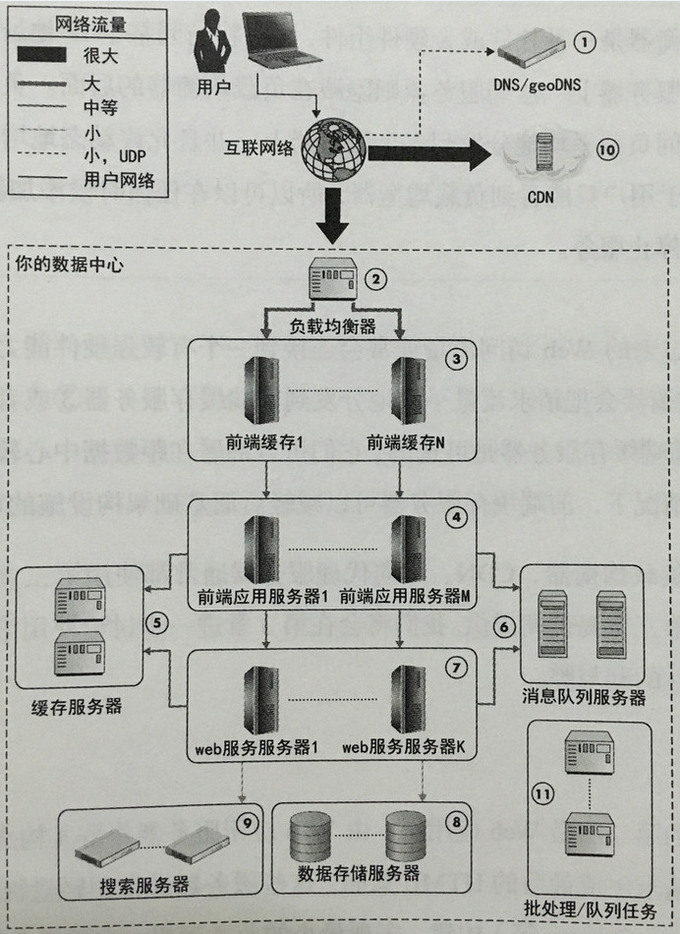 网络流量
很大
大
中等
小
小，UDP
用户网络
用户
①
DNS/geoDNS
互联网络
⑩
CDN
你的数据中心
②
负载均衡器
③
前端缓存1
前端缓存N
④
前端应用服务器1
前端应用服务器M
⑤
缓存服务器
⑥
消息队列服务器
⑦
web服务服务器1
web服务服务器K
⑨
搜索服务器
⑧
数据存储服务器
⑪
批处理/队列任务